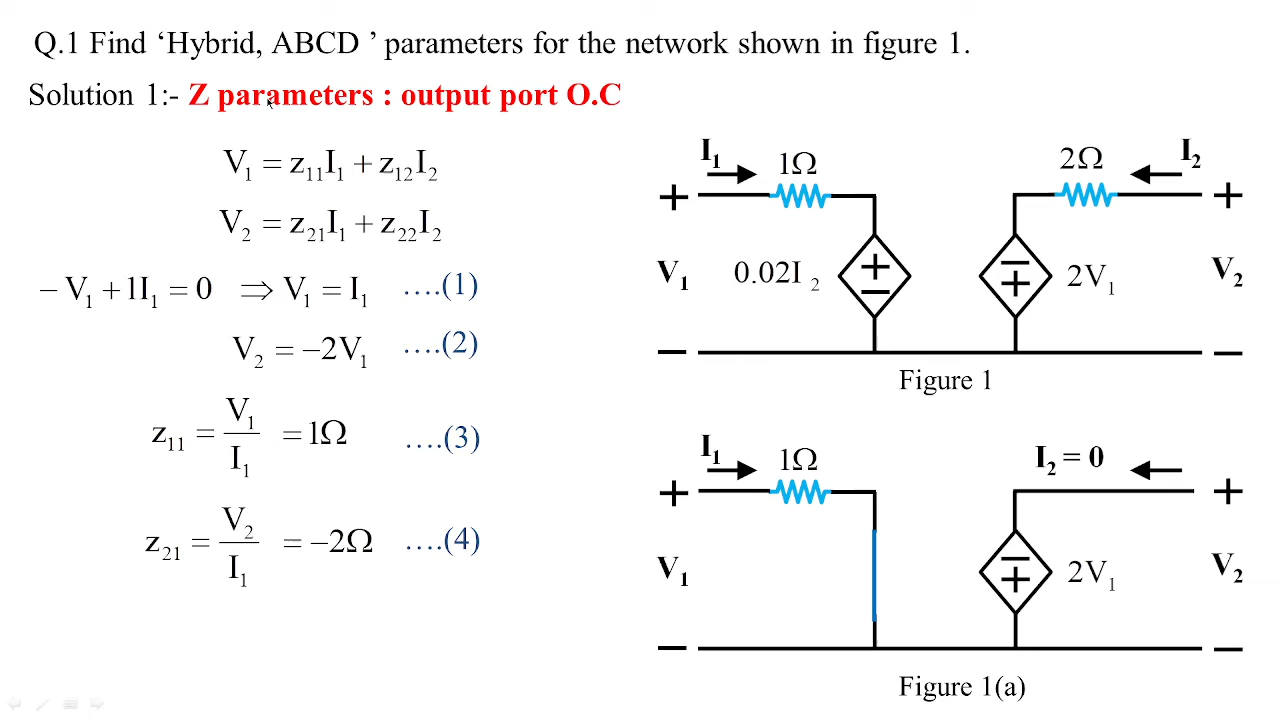 Q.1 Find ‘Hybrid, ABCD ’ parameters for the network shown in figure 1.
Solution 1:- Z parameters : output port O.C
V₁ = z₁₁I₁ + z₁₂I₂
V₂ = z₂₁I₁ + z₂₂I₂
− V₁ + 1I₁ = 0 ⇒ V₁ = I₁ ....(1)
V₂ = −2V₁ ....(2)
z₁₁ = V₁ / I₁ = 1Ω ....(3)
z₂₁ = V₂ / I₁ = −2Ω ....(4)
I₁ 1Ω 2Ω I₂
+ +
V₁ 0.02I ₂ + − − + 2V₁ V₂
− −
Figure 1
I₁ 1Ω I₂ = 0
+ +
V₁ − + 2V₁ V₂
− −
Figure 1(a)